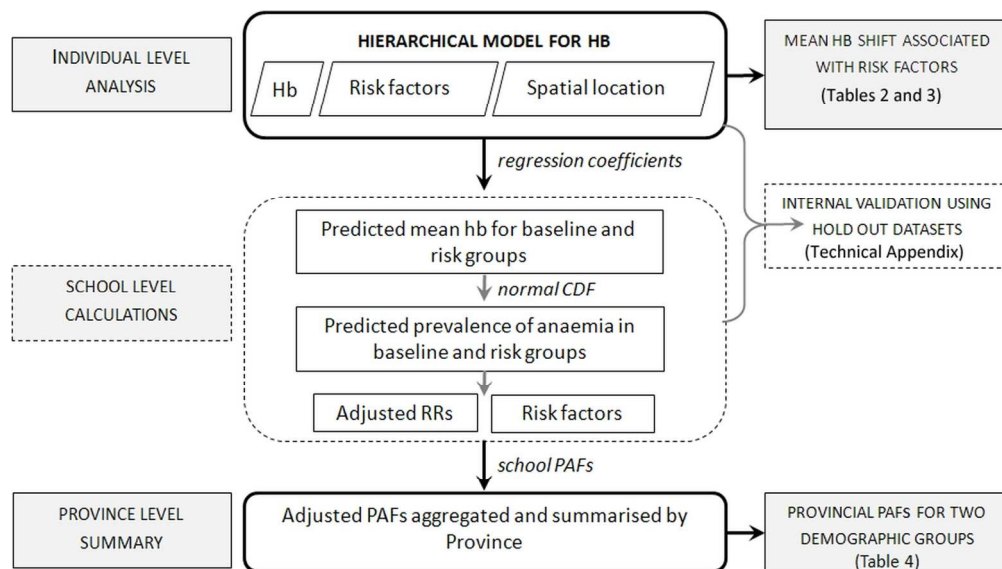 INDIVIDUAL LEVEL
ANALYSIS
HIERARCHICAL MODEL FOR HB
Hb
Risk factors
Spatial location
MEAN HB SHIFT ASSOCIATED
WITH RISK FACTORS
(Tables 2 and 3)
regression coefficients
INTERNAL VALIDATION USING
HOLD OUT DATASETS
(Technical Appendix)
SCHOOL LEVEL
CALCULATIONS
Predicted mean hb for baseline and
risk groups
normal CDF
Predicted prevalence of anaemia in
baseline and risk groups
Adjusted RRs
Risk factors
school PAFs
PROVINCE LEVEL
SUMMARY
Adjusted PAFs aggregated and summarised by
Province
PROVINCIAL PAFS FOR TWO
DEMOGRAPHIC GROUPS
(Table 4)